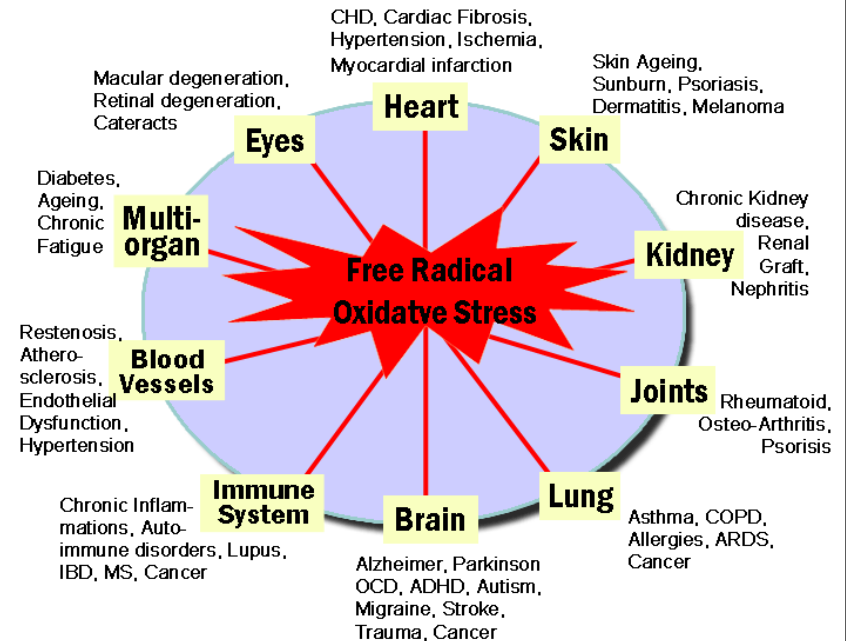 CHD, Cardiac Fibrosis,
Hypertension, Ischemia,
Myocardial infarction
Heart
Skin Ageing,
Sunburn, Psoriasis,
Dermatitis, Melanoma
Skin
Macular degeneration,
Retinal degeneration,
Cateracts
Eyes
Diabetes,
Ageing,
Chronic
Fatigue
Multi-
organ
Chronic Kidney
disease,
Renal
Graft,
Nephritis
Kidney
Free Radical
Oxidatve Stress
Restenosis,
Athero-
sclerosis,
Endothelial
Dysfunction,
Hypertension
Blood
Vessels
Joints
Rheumatoid,
Osteo-Arthritis,
Psorisis
Immune
System
Chronic Inflam-
mations, Auto-
immune disorders, Lupus,
IBD, MS, Cancer
Brain
Alzheimer, Parkinson
OCD, ADHD, Autism,
Migraine, Stroke,
Trauma, Cancer
Lung
Asthma, COPD,
Allergies, ARDS,
Cancer